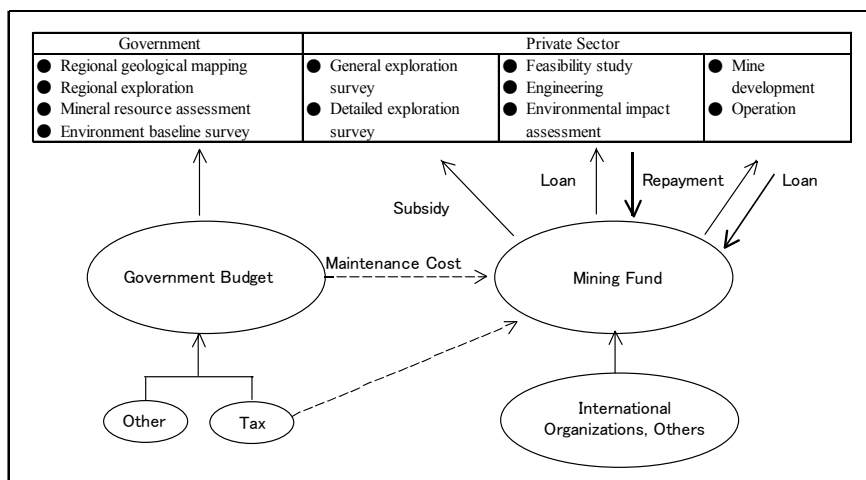 Government
Private Sector
● Regional geological mapping
● Regional exploration
● Mineral resource assessment
● Environment baseline survey
● General exploration
survey
● Detailed exploration
survey
● Feasibility study
● Engineering
● Environmental impact
assessment
● Mine
development
● Operation
Subsidy
Loan
Repayment
Loan
Government Budget
Maintenance Cost
Mining Fund
Other
Tax
International
Organizations, Others